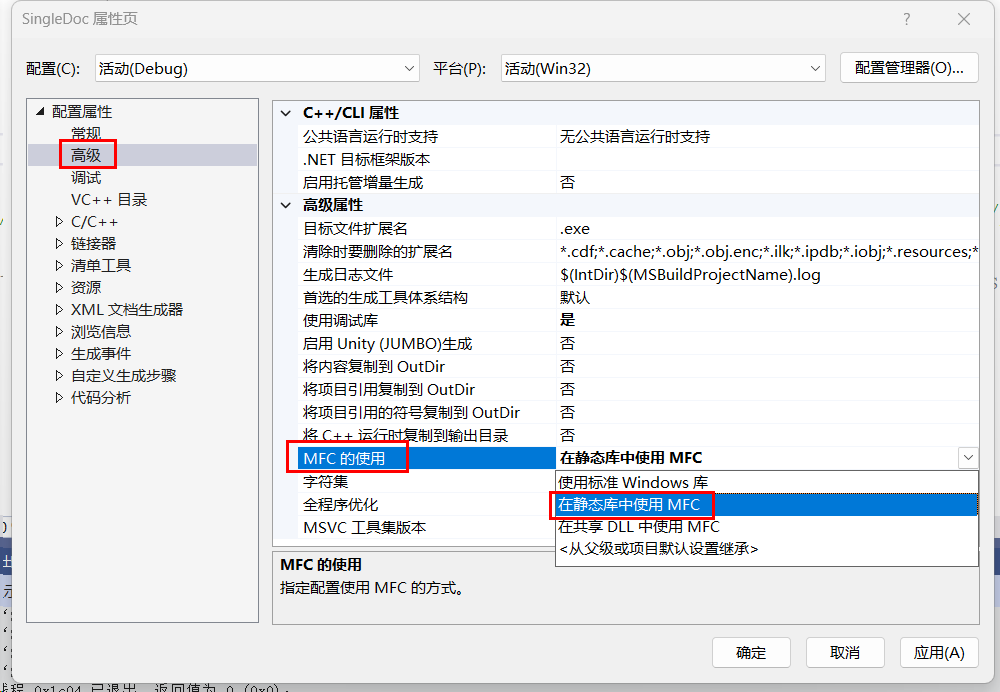 SingleDoc 属性页
配置(C):
活动(Debug)
平台(P):
活动(Win32)
配置管理器(O)...
配置属性
常规
高级
调试
VC++ 目录
C/C++
链接器
清单工具
资源
XML 文档生成器
浏览信息
生成事件
自定义生成步骤
代码分析
C++/CLI 属性
公共语言运行时支持 无公共语言运行时支持
.NET 目标框架版本
启用托管增量生成 否
高级属性
目标文件扩展名 .exe
清除时要删除的扩展名 *.cdf;*.cache;*.obj;*.obj.enc;*.ilk;*.ipdb;*.iobj;*.resources;*
生成日志文件 $(IntDir)$(MSBuildProjectName).log
首选的生成工具体系结构 默认
使用调试库 是
启用 Unity (JUMBO)生成 否
将内容复制到 OutDir 否
将项目引用复制到 OutDir 否
将项目引用的符号复制到 OutDir 否
将 C++ 运行时复制到输出目录 否
MFC 的使用 在静态库中使用 MFC
字符集 使用标准 Windows 库
全程序优化 在静态库中使用 MFC
MSVC 工具集版本 在共享 DLL 中使用 MFC
<从父级或项目默认设置继承>
MFC 的使用
指定配置使用 MFC 的方式。
确定
取消
应用(A)
线程 0x1c04 已退出，返回值为 0 (0x0)。